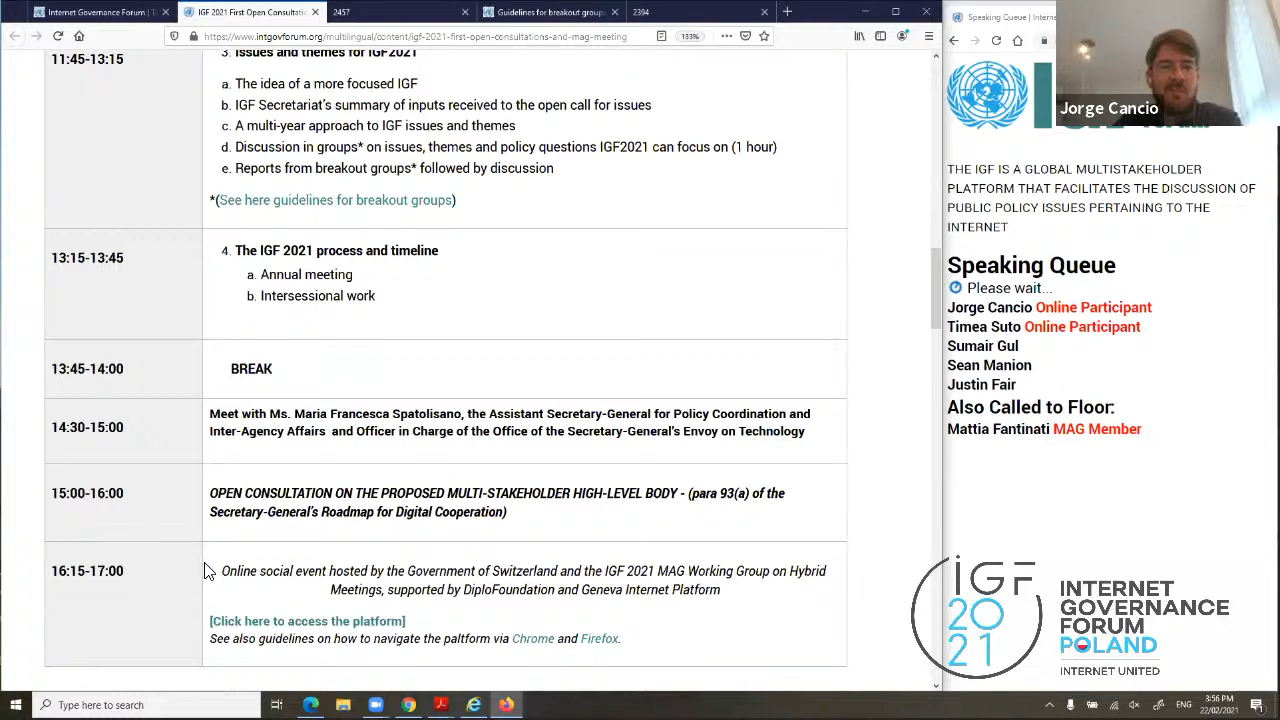 Internet Governance Forum |
IGF 2021 First Open Consultatio
2457
Guidelines for breakout groups
2394
https://www.intgovforum.org/multilingual/content/igf-2021-first-open-consultations-and-mag-meeting
133%
11:45-13:15
3 Issues and themes for IGF2021
a. The idea of a more focused IGF
b. IGF Secretariat's summary of inputs received to the open call for issues
c. A multi-year approach to IGF issues and themes
d. Discussion in groups* on issues, themes and policy questions IGF2021 can focus on (1 hour)
e. Reports from breakout groups* followed by discussion
*(See here guidelines for breakout groups)
13:15-13:45
4. The IGF 2021 process and timeline
a. Annual meeting
b. Intersessional work
13:45-14:00
BREAK
14:30-15:00
Meet with Ms. Maria Francesca Spatolisano, the Assistant Secretary-General for Policy Coordination and
Inter-Agency Affairs and Officer in Charge of the Office of the Secretary-General's Envoy on Technology
15:00-16:00
OPEN CONSULTATION ON THE PROPOSED MULTI-STAKEHOLDER HIGH-LEVEL BODY - (para 93(a) of the
Secretary-General's Roadmap for Digital Cooperation)
16:15-17:00
Online social event hosted by the Government of Switzerland and the IGF 2021 MAG Working Group on Hybrid
Meetings, supported by DiploFoundation and Geneva Internet Platform
[Click here to access the platform]
See also guidelines on how to navigate the paltform via Chrome and Firefox.
Speaking Queue | Intern
Jorge Cancio
THE IGF IS A GLOBAL MULTISTAKEHOLDER
PLATFORM THAT FACILITATES THE DISCUSSION OF
PUBLIC POLICY ISSUES PERTAINING TO THE
INTERNET
Speaking Queue
Please wait...
Jorge Cancio Online Participant
Timea Suto Online Participant
Sumair Gul
Sean Manion
Justin Fair
Also Called to Floor:
Mattia Fantinati MAG Member
IGF
20
21
INTERNET
GOVERNANCE
FORUM
POLAND
INTERNET UNITED
Type here to search
ENG
3:56 PM
22/02/2021